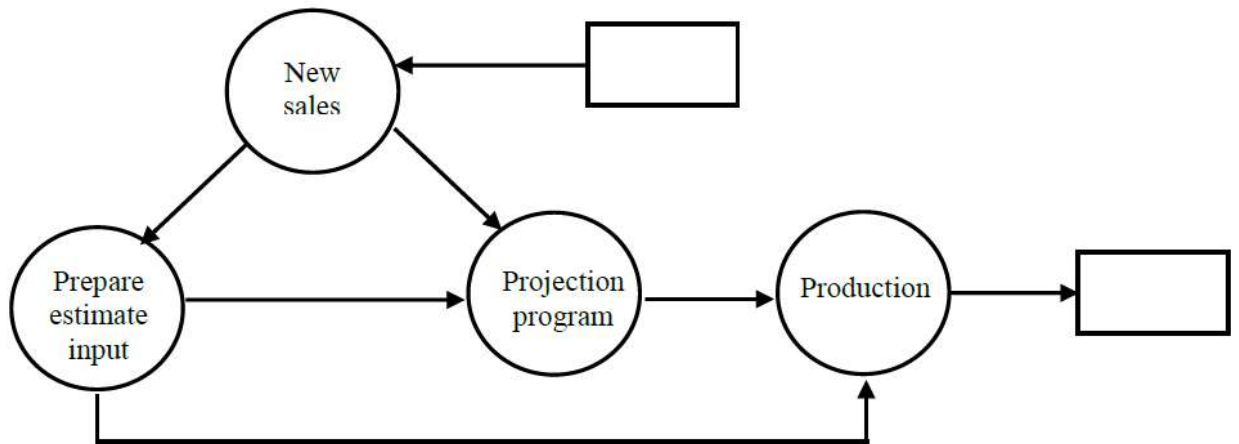 New
sales
Prepare
estimate
input
Projection
program
Production